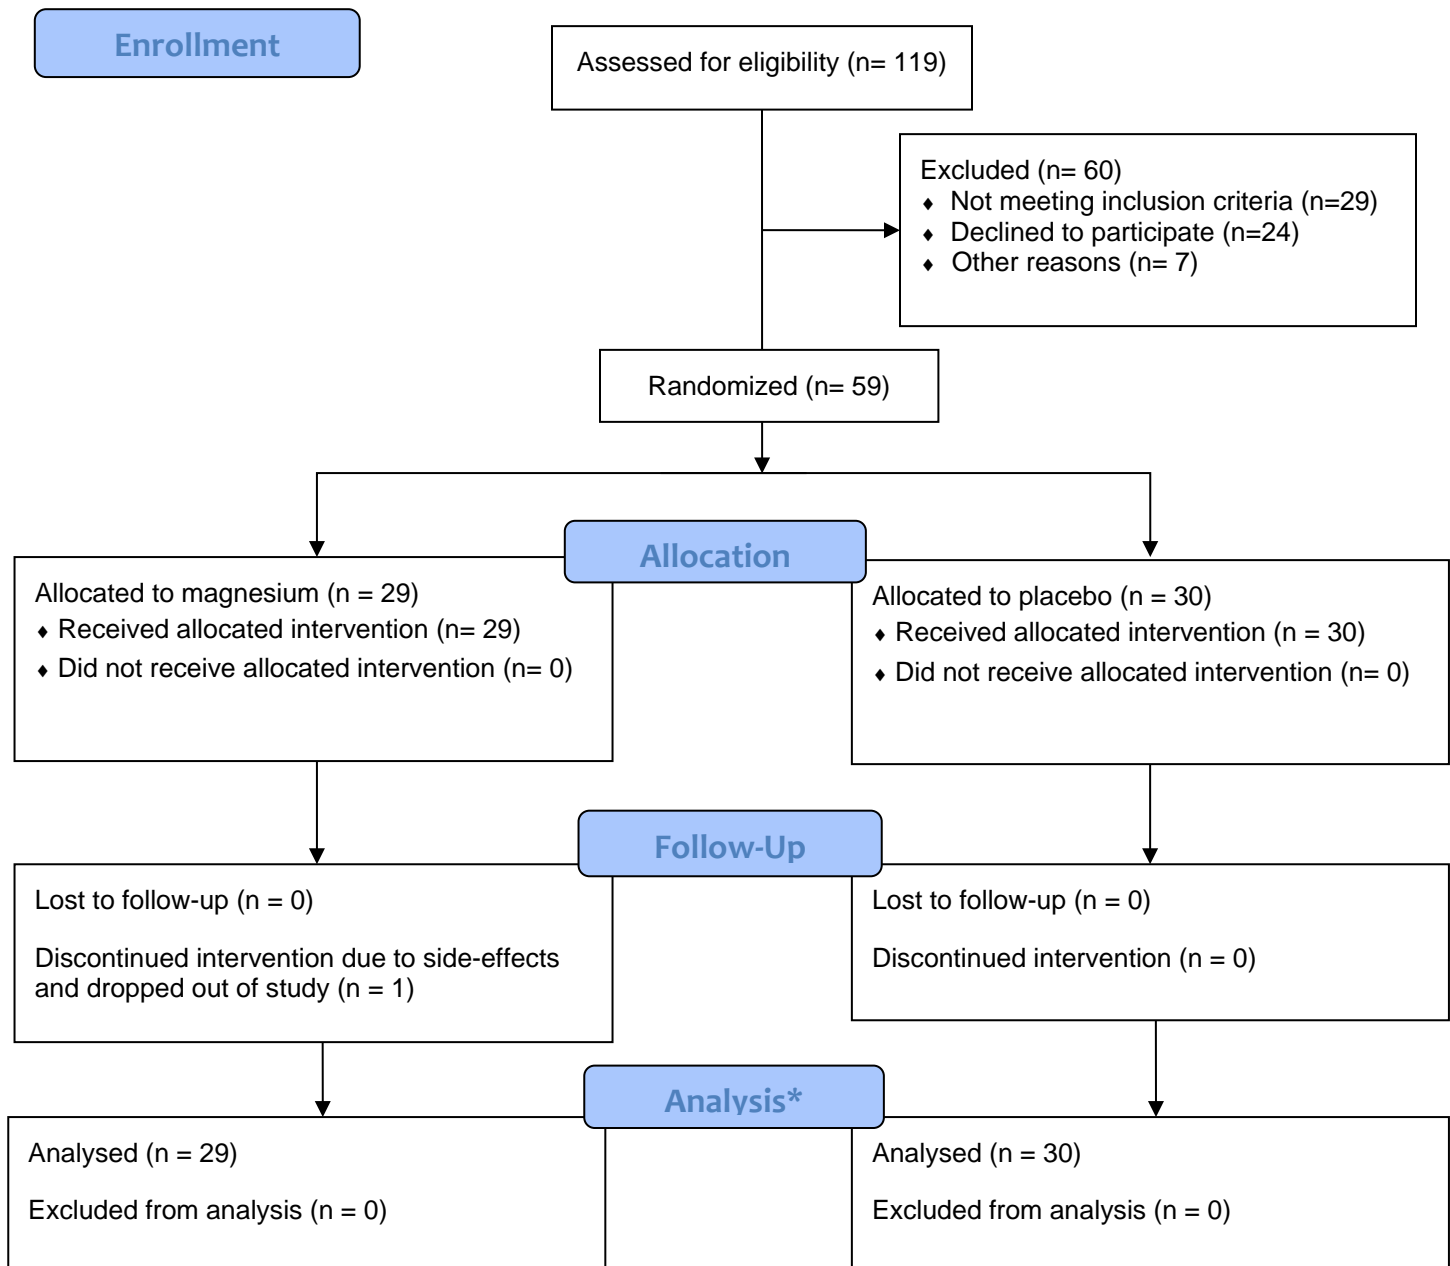 Enrollment
Assessed for eligibility (n= 119)
Excluded (n= 60)
♦ Not meeting inclusion criteria (n=29)
♦ Declined to participate (n=24)
♦ Other reasons (n= 7)
Randomized (n= 59)
Allocation
Allocated to magnesium (n = 29)
♦ Received allocated intervention (n= 29)
♦ Did not receive allocated intervention (n= 0)
Allocated to placebo (n = 30)
♦ Received allocated intervention (n = 30)
♦ Did not receive allocated intervention (n= 0)
Follow-Up
Lost to follow-up (n = 0)
Discontinued intervention due to side-effects
and dropped out of study (n = 1)
Lost to follow-up (n = 0)
Discontinued intervention (n = 0)
Analysis*
Analysed (n = 29)
Excluded from analysis (n = 0)
Analysed (n = 30)
Excluded from analysis (n = 0)